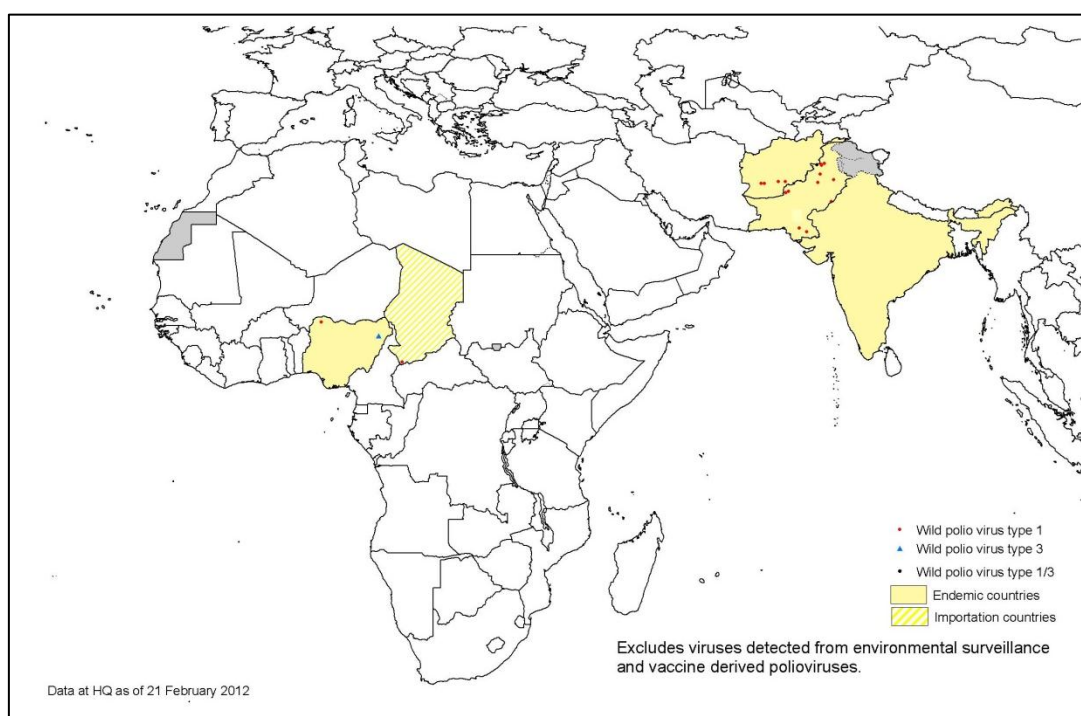 Wild polio virus type 1
Wild polio virus type 3
Wild polio virus type 1/3
Endemic countries
Importation countries
Excludes viruses detected from environmental surveillance
and vaccine derived polioviruses.
Data at HQ as of 21 February 2012